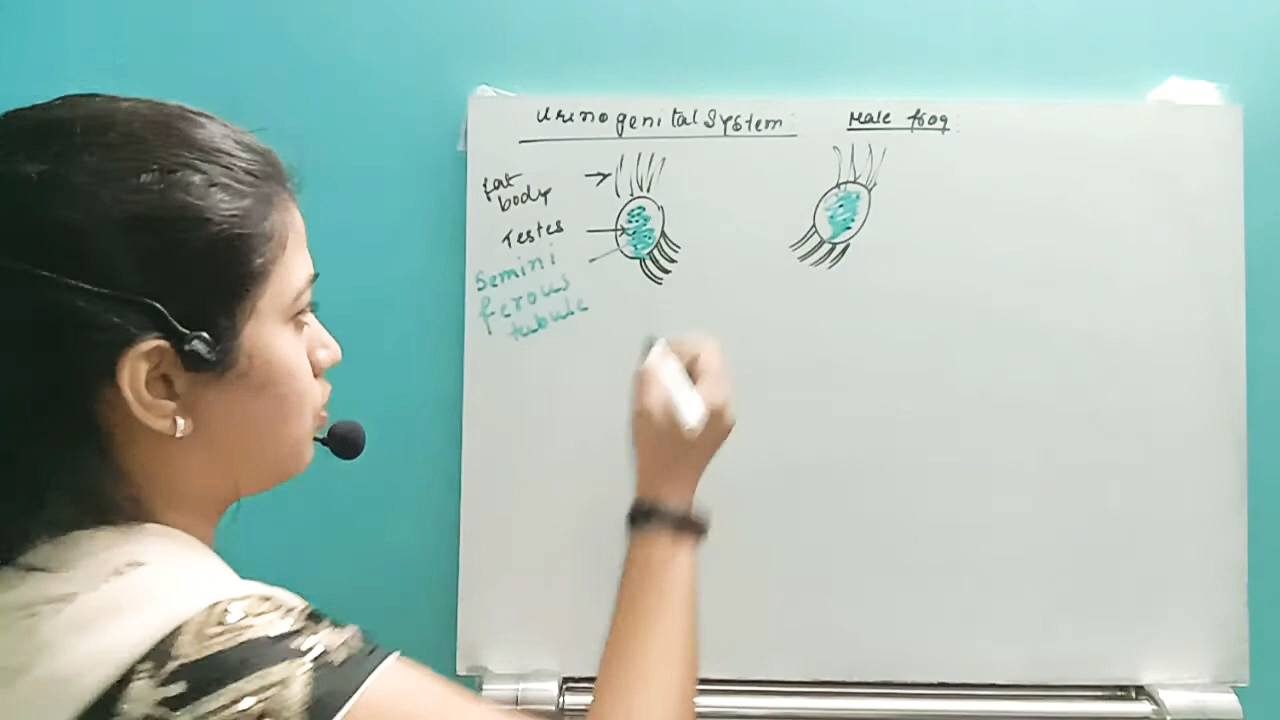 Urinogenital System Male frog
fat
body
Testes
Semini
ferous
tubule